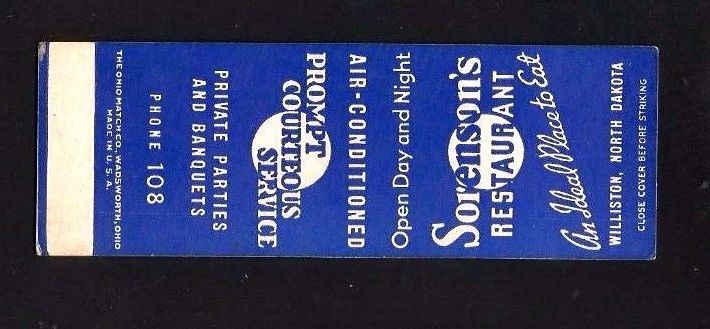 CLOSE COVER BEFORE STRIKING
WILLISTON, NORTH DAKOTA
An Ideal Place to Eat
RESTAURANT
Sorenson's
Open Day and Night
AIR-CONDITIONED
PROMPT
COURTEOUS
SERVICE
PRIVATE PARTIES
AND BANQUETS
PHONE 108
THE OHIO MATCH CO., WADSWORTH, OHIO
MADE IN U. S. A.